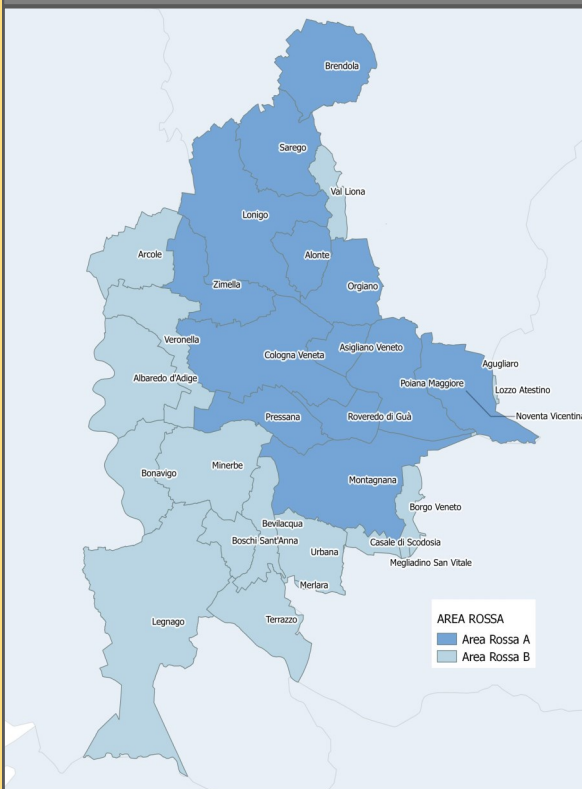 Brendola
Sarego
Val Liona
Lonigo
Arcole
Alonte
Zimella
Orgiano
Veronella
Asigliano Veneto
Cologna Veneta
Agugliaro
Albaredo d'Adige
Poiana Maggiore
Lozzo Atestino
Pressana
Roveredo di Guà
Noventa Vicentina
Minerbe
Bonavigo
Montagnana
Borgo Veneto
Bevilacqua
Boschi Sant'Anna
Casale di Scodosia
Urbana
Megliadino San Vitale
Merlara
Legnago
Terrazzo
AREA ROSSA
Area Rossa A
Area Rossa B